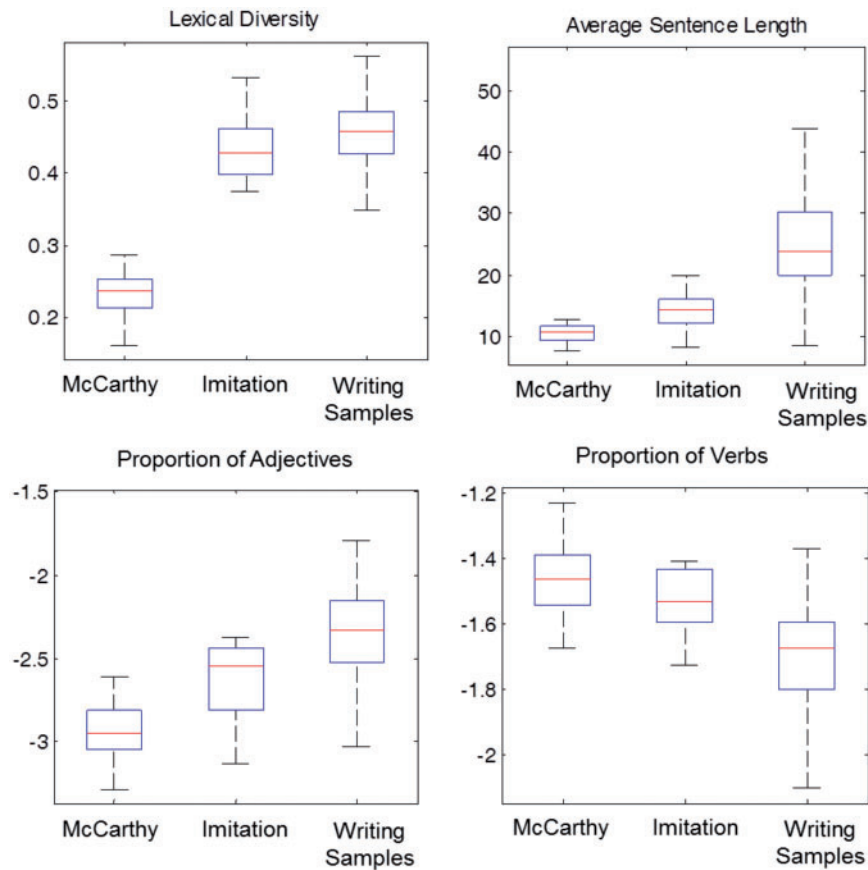 Lexical Diversity
0.5
0.4
0.3
0.2
McCarthy Imitation Writing
Samples
Average Sentence Length
50
40
30
20
10
McCarthy Imitation Writing
Samples
Proportion of Adjectives
-1.5
-2
-2.5
-3
McCarthy Imitation Writing
Samples
Proportion of Verbs
-1.2
-1.4
-1.6
-1.8
-2
McCarthy Imitation Writing
Samples